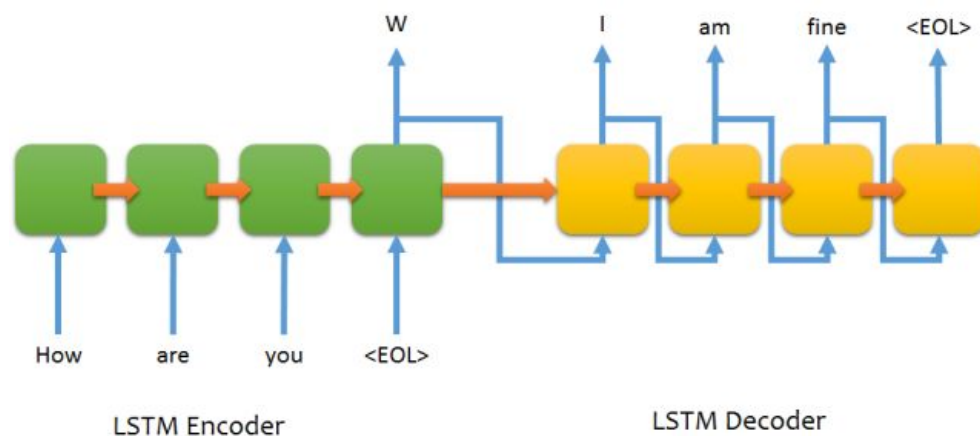 W I am fine <EOL>
How are you <EOL>
LSTM Encoder LSTM Decoder